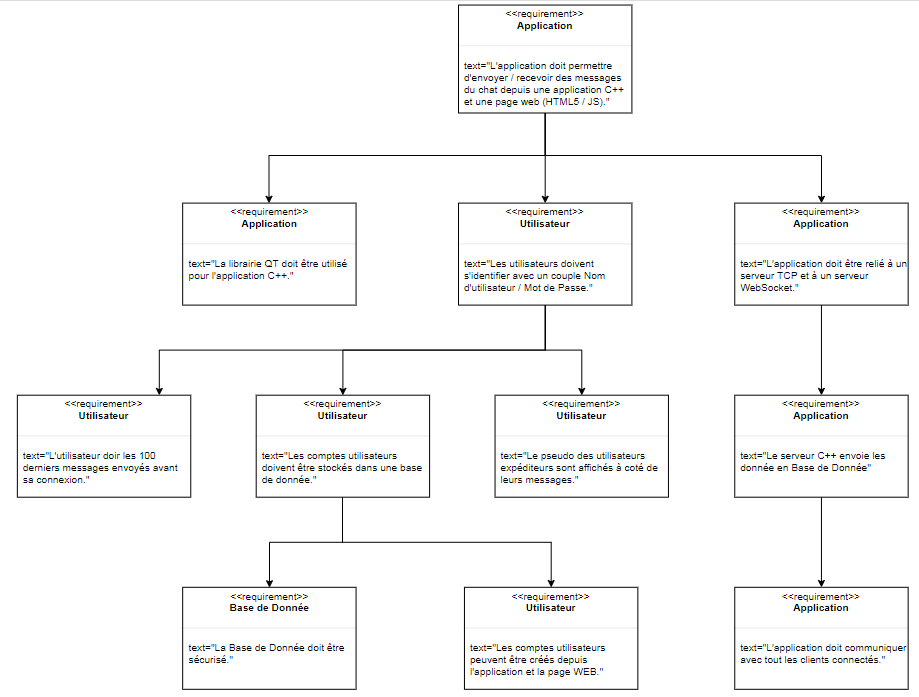 <<requirement>>
Application
text="L'application doit permettre
d'envoyer / recevoir des messages
du chat depuis une application C++
et une page web (HTML5 / JS)."
<<requirement>>
Application
text="La librairie QT doit être utilisé
pour l'application C++."
<<requirement>>
Utilisateur
text="Les utilisateurs doivent
s'identifier avec un couple Nom
d'utilisateur / Mot de Passe."
<<requirement>>
Application
text="L'application doit être relié à un
serveur TCP et à un serveur
WebSocket."
<<requirement>>
Utilisateur
text="L'utilisateur doir les 100
derniers messages envoyés avant
sa connexion."
<<requirement>>
Utilisateur
text="Les comptes utilisateurs
doivent être stockés dans une base
de donnée."
<<requirement>>
Utilisateur
text="Le pseudo des utilisateurs
expéditeurs sont affichés à coté de
leurs messages."
<<requirement>>
Application
text="Le serveur C++ envoie les
donnée en Base de Donnée"
<<requirement>>
Base de Donnée
text="La Base de Donnée doit être
sécurisé."
<<requirement>>
Utilisateur
text="Les comptes utilisateurs
peuvent être créés depuis
l'application et la page WEB."
<<requirement>>
Application
text="L'application doit communiquer
avec tout les clients connectés."